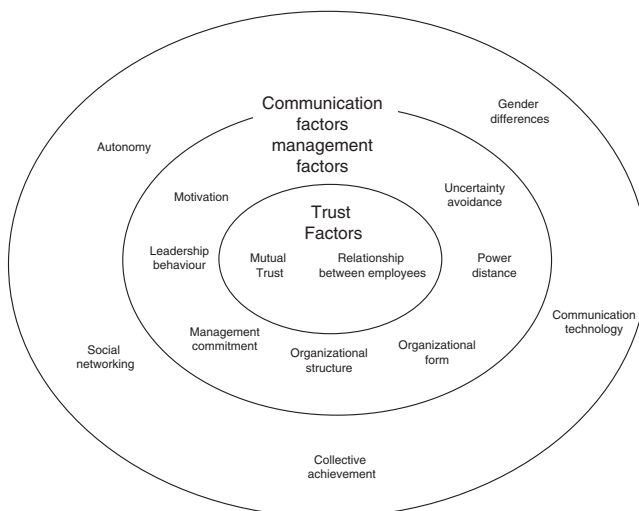 Communication
factors
management
factors
Gender
differences
Autonomy
Motivation
Uncertainty
avoidance
Trust
Factors
Leadership
behaviour
Mutual
Trust
Relationship
between employees
Power
distance
Communication
technology
Management
commitment
Organizational
structure
Organizational
form
Social
networking
Collective
achievement